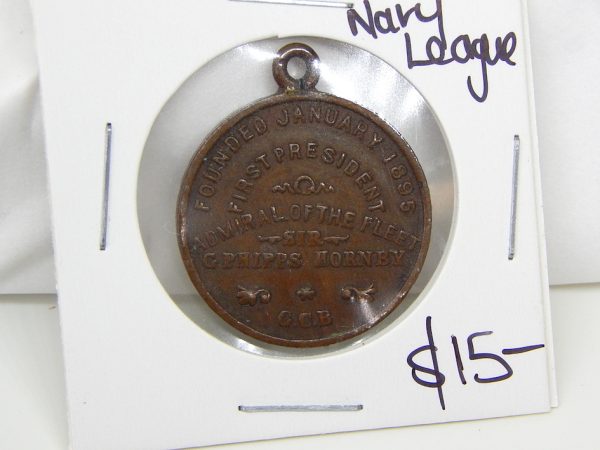 Navy
League
FOUNDED JANUARY 1895
FIRST PRESIDENT
ADMIRAL OF THE FLEET
SIR
G. PHIPPS HORNBY
G.C.B
$15-